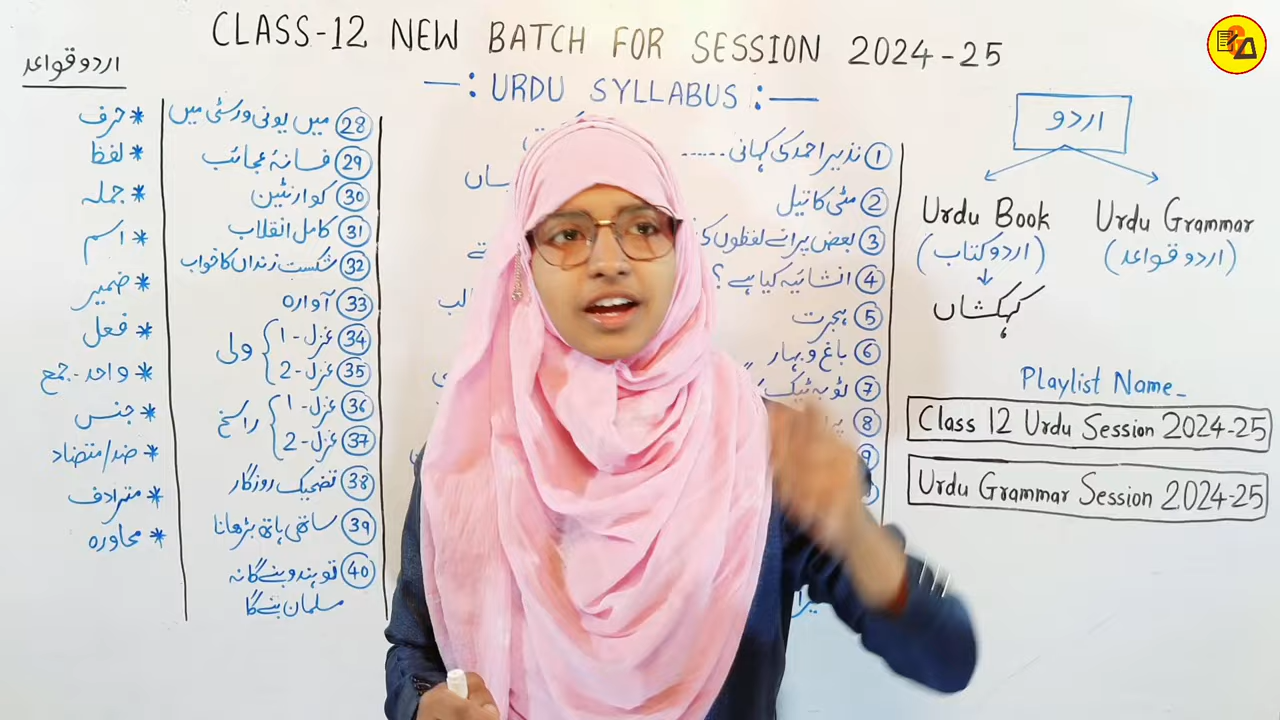 CLASS-12 NEW BATCH FOR SESSION 2024-25
—: URDU SYLLABUS :—
اردو
Urdu Book
(اردو کتاب)
کہکشاں
Urdu Grammar
(اردو قواعد)
Playlist Name_
Class 12 Urdu Session 2024-25
Urdu Grammar Session 2024-25
① نذیر احمد کی کہانی ......
② مٹی کا تیل
③ بعض پرانے لفظوں کی
④ انشائیہ کیا ہے؟
⑤ ہجرت
⑥ باغ و بہار
⑦ ٹوبہ ٹیک
⑧
⑨
㉘ میں یونی ورسٹی میں
㉙ فسانۂ عجائب
㉚ کوارنٹین
㉛ کامل انقلاب
㉜ شکست زنداں کا خواب
㉝ آوارہ
㉞ غزل - 1
㉟ غزل - 2
ولی
㊱ غزل - 1
㊲ غزل - 2
راسخ
㊳ تضحیک روزگار
㊴ ساتھی ہاتھ بڑھانا
㊵ تو ہندو بنے گا نہ
مسلمان بنے گا
اردو قواعد
* حرف
* لفظ
* جملہ
* اسم
* ضمیر
* فعل
* واحد - جمع
* جنس
* ضد/متضاد
* مترادف
* محاورہ